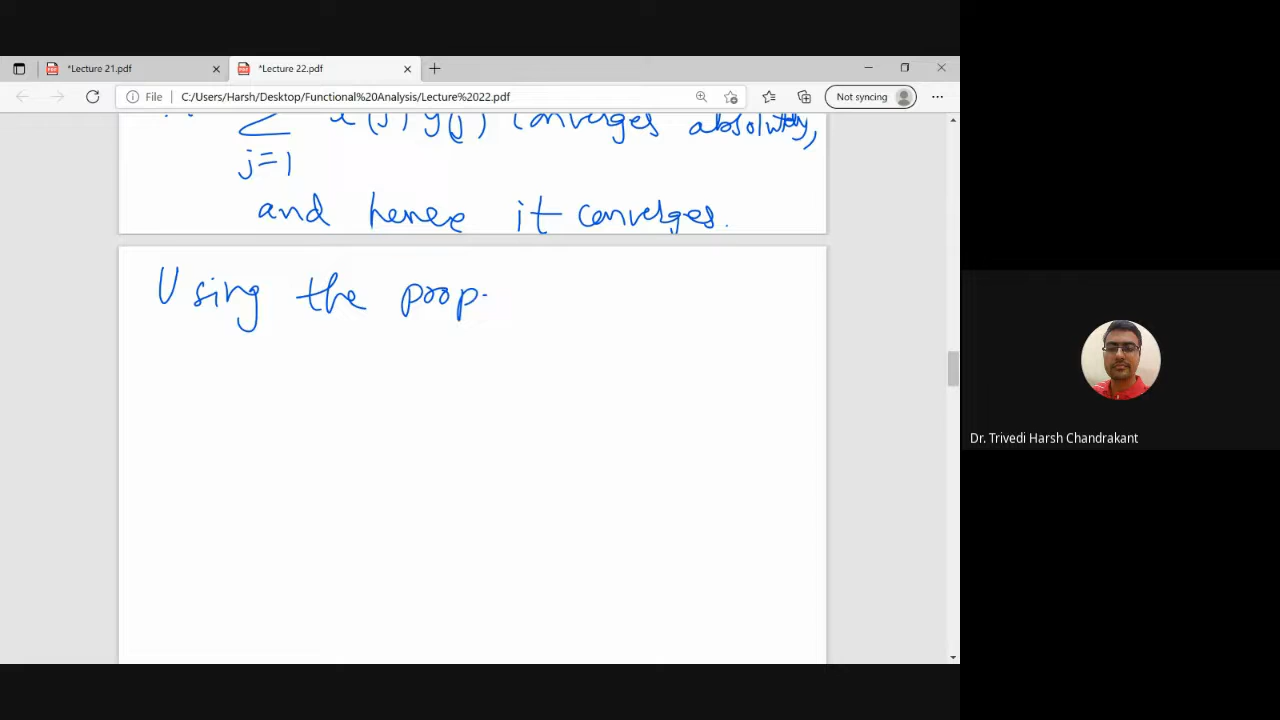 *Lecture 21.pdf
*Lecture 22.pdf
File
C:/Users/Harsh/Desktop/Functional%20Analysis/Lecture%2022.pdf
Not syncing
∴ ∑ x(j) y(j) converges absolutely,
j=1
and hence it converges.
Using the prop.
Dr. Trivedi Harsh Chandrakant